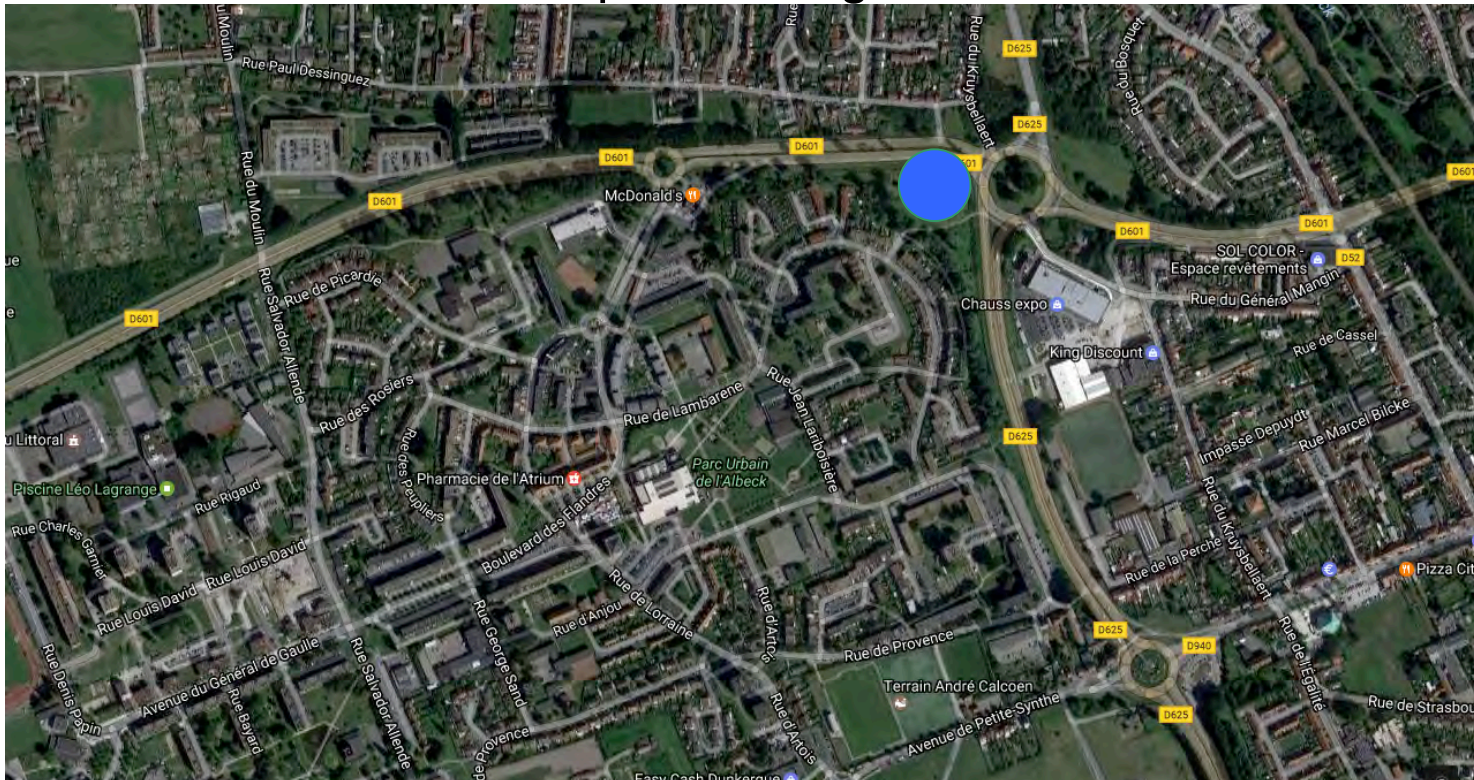 D625
Rue du Kruysbellaert
Rue du Bosquet
u Moulin
Rue Paul Dessinguez
Rue
D625
D601
D601
01
D601
Rue du Moulin
McDonald's
D601
D601
D601
SOL COLOR -
Espace revêtements
D52
ue
Rue de Picardie
Rue du Général Mangin
e
Chauss expo
D601
Rue Salvador Allende
King Discount
Rue de Cassel
Rue des Rosiers
Rue de Lambarene
Rue Jean Lariboisière
Rue Marcel Bilcke
Impasse Depuydt
u Littoral
D625
Rue des Peupliers
Parc Urbain
de l'Albeck
Pharmacie de l'Atrium
Piscine Léo Lagrange
Rue Rigaud
Boulevard des Flandres
Rue du Kruysbellaert
Rue Charles Garnier
Rue Louis David
Rue Louis David
Rue de la Perche
Pizza Cit
Rue de Lorraine
Rue d'Anjou
Rue d'Artois
D625
D940
Rue de Provence
Rue de l'Égalité
Rue George Sand
Avenue du Général de Gaulle
Rue Salvador Allende
Rue Denis Papin
Rue Bayard
Terrain André Calcoen
Avenue de Petite-Synthe
D625
Rue de Strasbou
Rue d'Artois
de Provence
Easy Cash Dunkerque